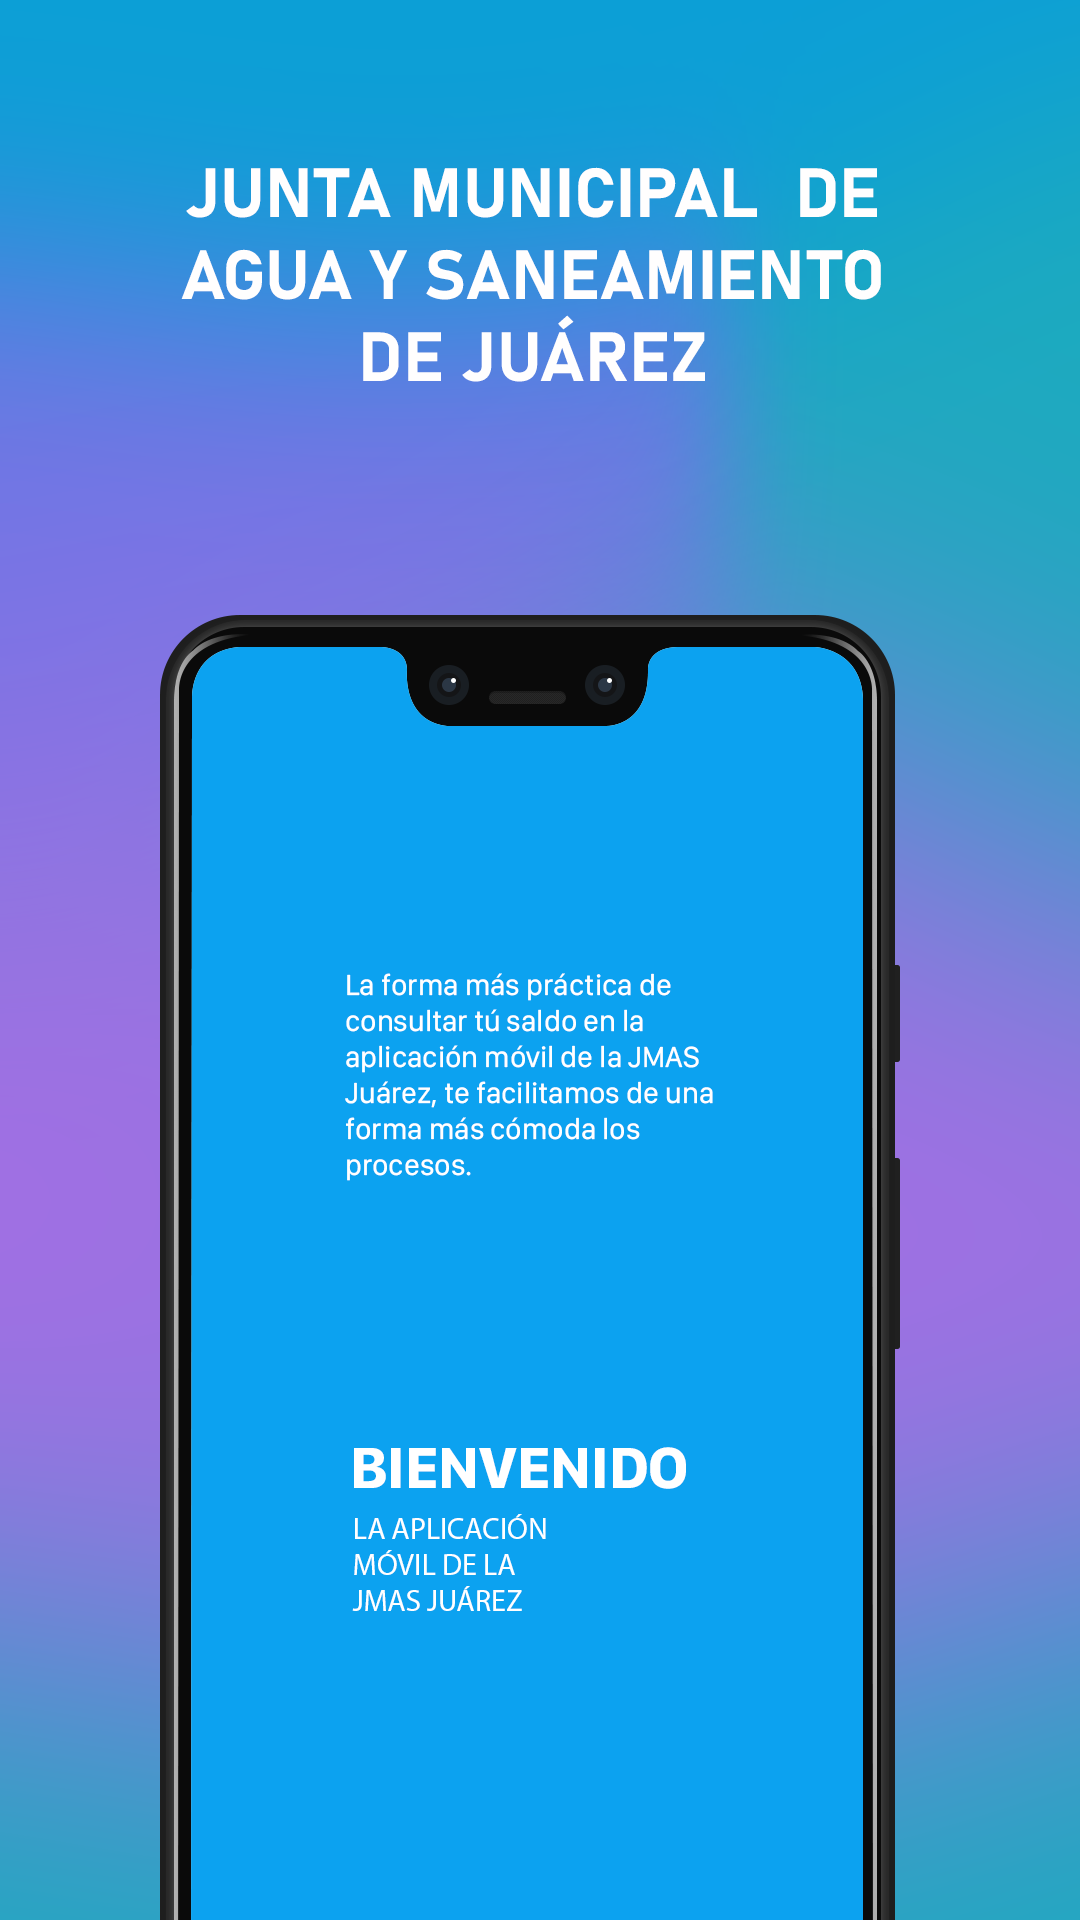 JUNTA MUNICIPAL DE
AGUA Y SANEAMIENTO
DE JUÁREZ
La forma más práctica de
consultar tú saldo en la
aplicación móvil de la JMAS
Juárez, te facilitamos de una
forma más cómoda los
procesos.
BIENVENIDO
LA APLICACIÓN
MÓVIL DE LA
JMAS JUÁREZ